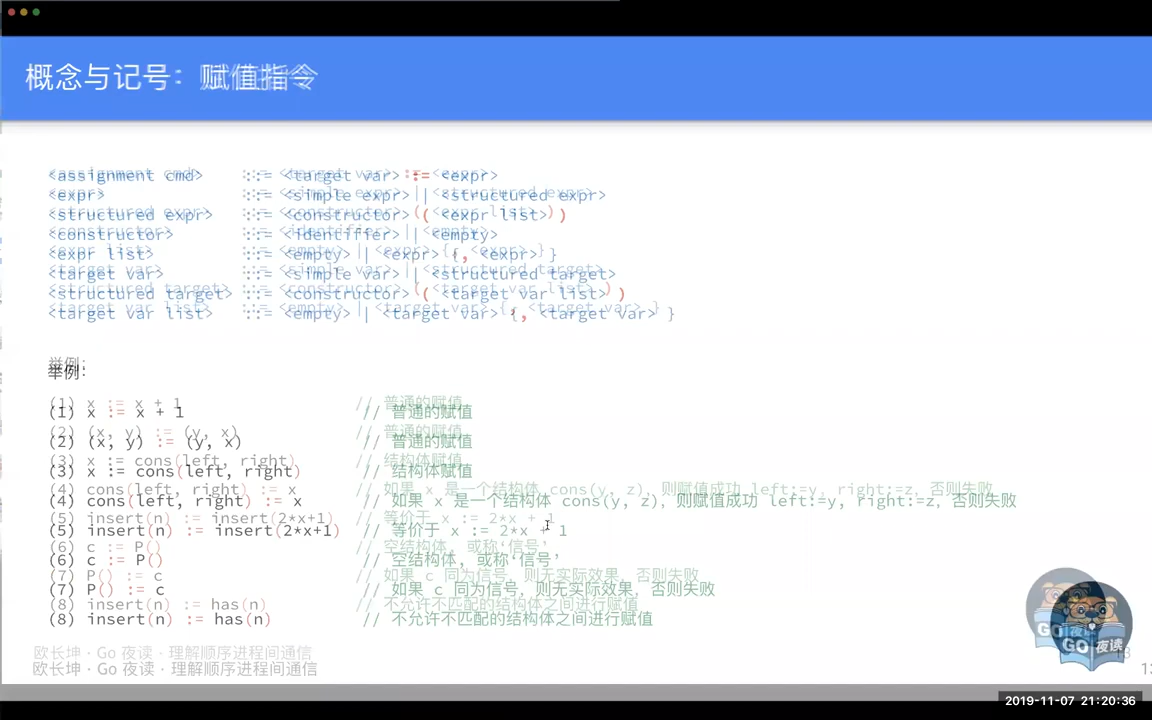 概念与记号：赋值指令
<assignment cmd> ::= <target var> := <expr>
<expr> ::= <simple expr> | <structured expr>
<structured expr> ::= <constructor> ( <expr list> )
<constructor> ::= <identifier> | <empty>
<expr list> ::= <empty> | <expr> {, <expr> }
<target var> ::= <simple var> | <structured target>
<structured target> ::= <constructor> ( <target var list> )
<target var list> ::= <empty> | <target var> {, <target var> }
举例：
(1) x := x + 1 // 普通的赋值
(2) (x, y) := (y, x) // 普通的赋值
(3) x := cons(left, right) // 结构体赋值
(4) cons(left, right) := x // 如果 x 是一个结构体 cons(y, z)，则赋值成功 left:=y, right:=z，否则失败
(5) insert(n) := insert(2*x+1) // 等价于 x := 2*x + 1
(6) c := P() // 空结构体, 或称‘信号’
(7) P() := c // 如果 c 同为信号，则无实际效果，否则失败
(8) insert(n) := has(n) // 不允许不匹配的结构体之间进行赋值
欧长坤 · Go 夜读 · 理解顺序进程间通信
GO 夜读
13
2019-11-07 21:20:36